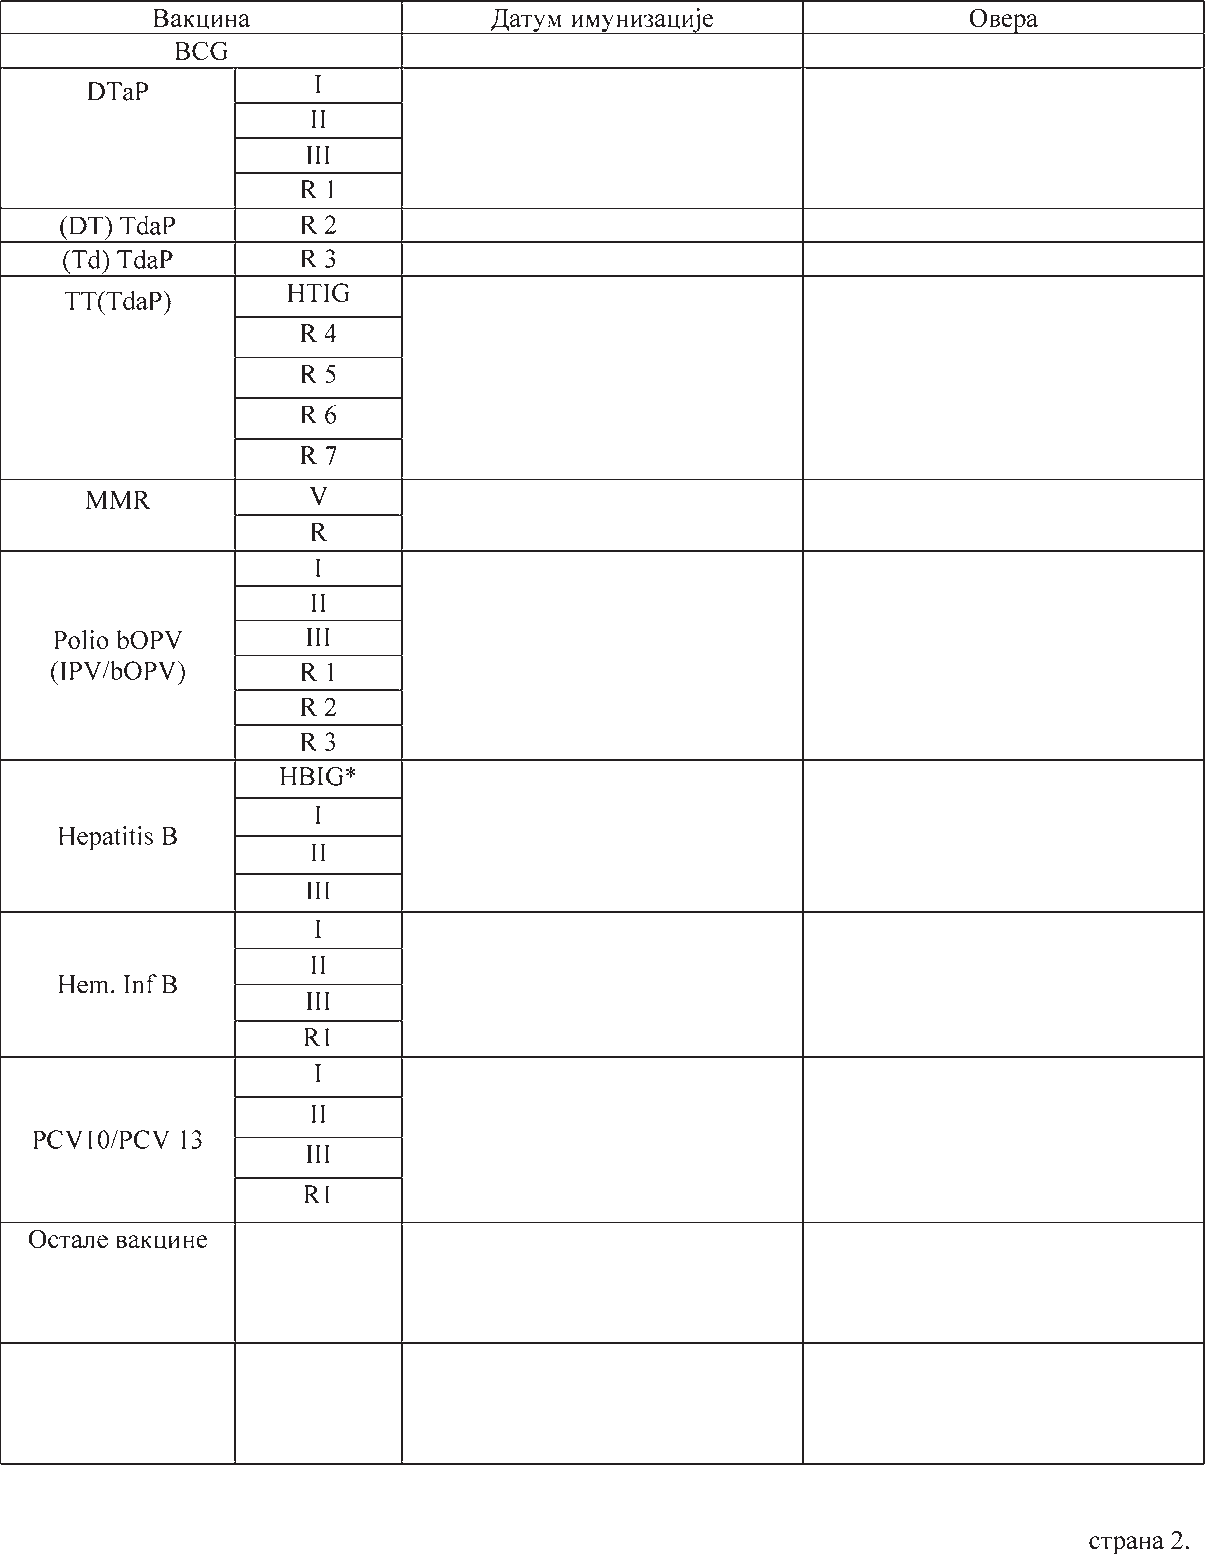 Вакцина Датум имунизације Овера
BCG
DTaP I
II
III
R 1
(DT) TdaP R 2
(Td) TdaP R 3
TT(TdaP) HTIG
R 4
R 5
R 6
R 7
MMR V
R
I
II
Polio bOPV III
(IPV/bOPV) R 1
R 2
R 3
HBIG*
I
Hepatitis B II
III
I
II
Hem. Inf B III
R1
I
II
PCV10/PCV 13 III
R1
Остале вакцине
страна 2.